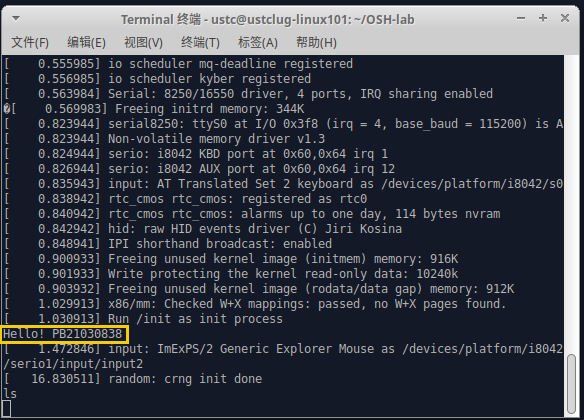 Terminal 终端 - ustc@ustclug-linux101: ~/OSH-lab
文件(F) 编辑(E) 视图(V) 终端(T) 标签(A) 帮助(H)
[    0.555985] io scheduler mq-deadline registered
[    0.556985] io scheduler kyber registered
[    0.563984] Serial: 8250/16550 driver, 4 ports, IRQ sharing enabled
�[    0.569983] Freeing initrd memory: 344K
[    0.823944] serial8250: ttyS0 at I/O 0x3f8 (irq = 4, base_baud = 115200) is A
[    0.823944] Non-volatile memory driver v1.3
[    0.824944] serio: i8042 KBD port at 0x60,0x64 irq 1
[    0.826944] serio: i8042 AUX port at 0x60,0x64 irq 12
[    0.835943] input: AT Translated Set 2 keyboard as /devices/platform/i8042/s0
[    0.838942] rtc_cmos rtc_cmos: registered as rtc0
[    0.840942] rtc_cmos rtc_cmos: alarms up to one day, 114 bytes nvram
[    0.842942] hid: raw HID events driver (C) Jiri Kosina
[    0.848941] IPI shorthand broadcast: enabled
[    0.900933] Freeing unused kernel image (initmem) memory: 916K
[    0.901933] Write protecting the kernel read-only data: 10240k
[    0.903932] Freeing unused kernel image (rodata/data gap) memory: 912K
[    1.029913] x86/mm: Checked W+X mappings: passed, no W+X pages found.
[    1.030913] Run /init as init process
Hello! PB21030838
[    1.472846] input: ImExPS/2 Generic Explorer Mouse as /devices/platform/i8042
/serio1/input/input2
[   16.830511] random: crng init done
ls